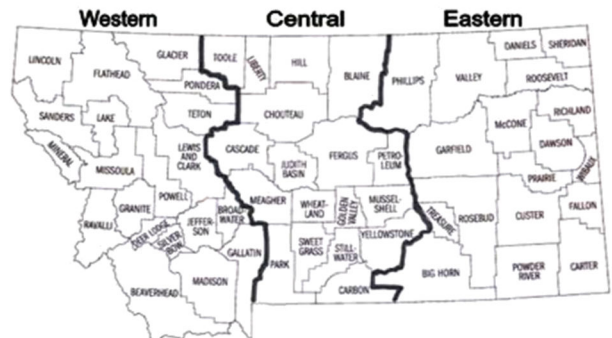 Western Central Eastern
LINCOLN
FLATHEAD
GLACIER
TOOLE
LIBERTY
HILL
BLAINE
PHILLIPS
VALLEY
DANIELS
SHERIDAN
ROOSEVELT
PONDERA
SANDERS
LAKE
TETON
CHOUTEAU
RICHLAND
McCONE
MINERAL
MISSOULA
LEWIS
AND
CLARK
CASCADE
JUDITH
BASIN
FERGUS
PETRO-
LEUM
GARFIELD
DAWSON
PRAIRIE
WIBAUX
POWELL
RAVALLI
GRANITE
DEER LODGE
SILVER
BOW
JEFFER-
SON
BROAD
WATER
MEAGHER
WHEAT-
LAND
GOLDEN
VALLEY
MUSSEL-
SHELL
TREASURE
ROSEBUD
CUSTER
FALLON
GALLATIN
PARK
SWEET
GRASS
STILL-
WATER
YELLOWSTONE
BEAVERHEAD
MADISON
CARBON
BIG HORN
POWDER
RIVER
CARTER